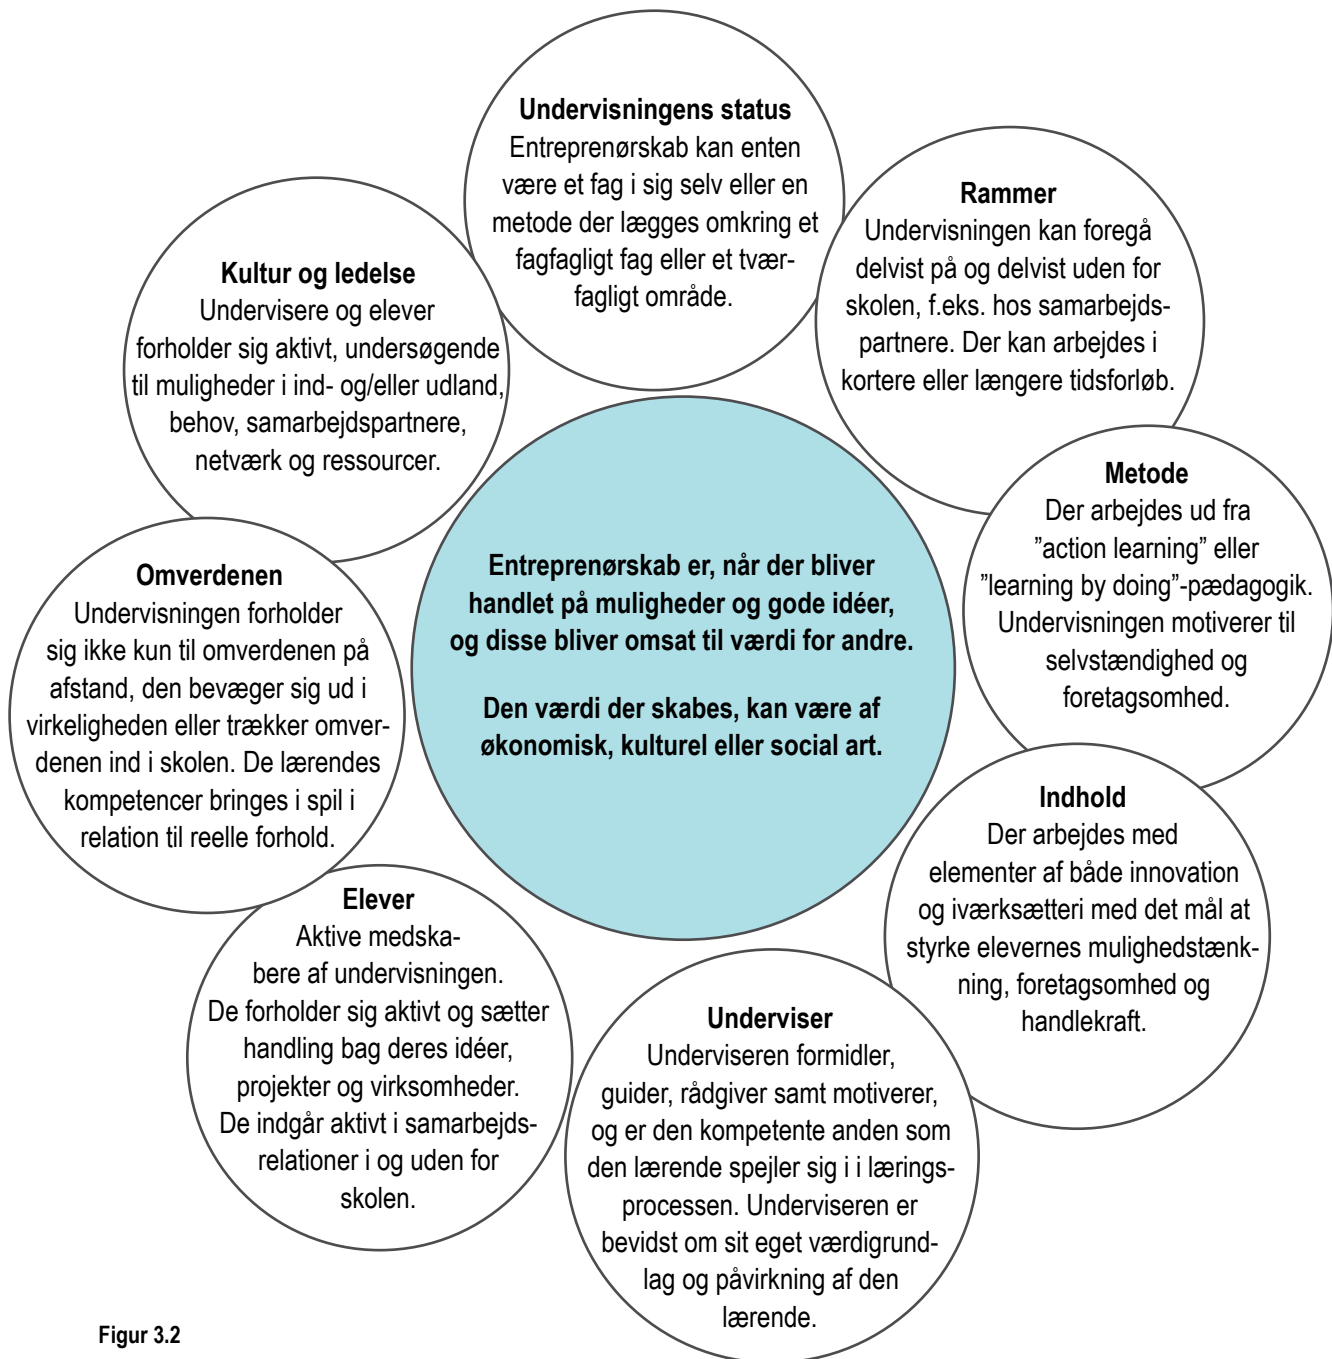 Undervisningens status
Entreprenørskab kan enten
være et fag i sig selv eller en
metode der lægges omkring et
fagfagligt fag eller et tvær-
fagligt område.
Rammer
Undervisningen kan foregå
delvist på og delvist uden for
skolen, f.eks. hos samarbejds-
partnere. Der kan arbejdes i
kortere eller længere tidsforløb.
Metode
Der arbejdes ud fra
”action learning” eller
”learning by doing”-pædagogik.
Undervisningen motiverer til
selvstændighed og
foretagsomhed.
Indhold
Der arbejdes med
elementer af både innovation
og iværksætteri med det mål at
styrke elevernes mulighedstænk-
ning, foretagsomhed og
handlekraft.
Underviser
Underviseren formidler,
guider, rådgiver samt motiverer,
og er den kompetente anden som
den lærende spejler sig i i lærings-
processen. Underviseren er
bevidst om sit eget værdigrund-
lag og påvirkning af den
lærende.
Elever
Aktive medska-
bere af undervisningen.
De forholder sig aktivt og sætter
handling bag deres idéer,
projekter og virksomheder.
De indgår aktivt i samarbejds-
relationer i og uden for
skolen.
Omverdenen
Undervisningen forholder
sig ikke kun til omverdenen på
afstand, den bevæger sig ud i
virkeligheden eller trækker omver-
denen ind i skolen. De lærendes
kompetencer bringes i spil i
relation til reelle forhold.
Kultur og ledelse
Undervisere og elever
forholder sig aktivt, undersøgende
til muligheder i ind- og/eller udland,
behov, samarbejdspartnere,
netværk og ressourcer.
Entreprenørskab er, når der bliver
handlet på muligheder og gode idéer,
og disse bliver omsat til værdi for andre.
Den værdi der skabes, kan være af
økonomisk, kulturel eller social art.
Figur 3.2